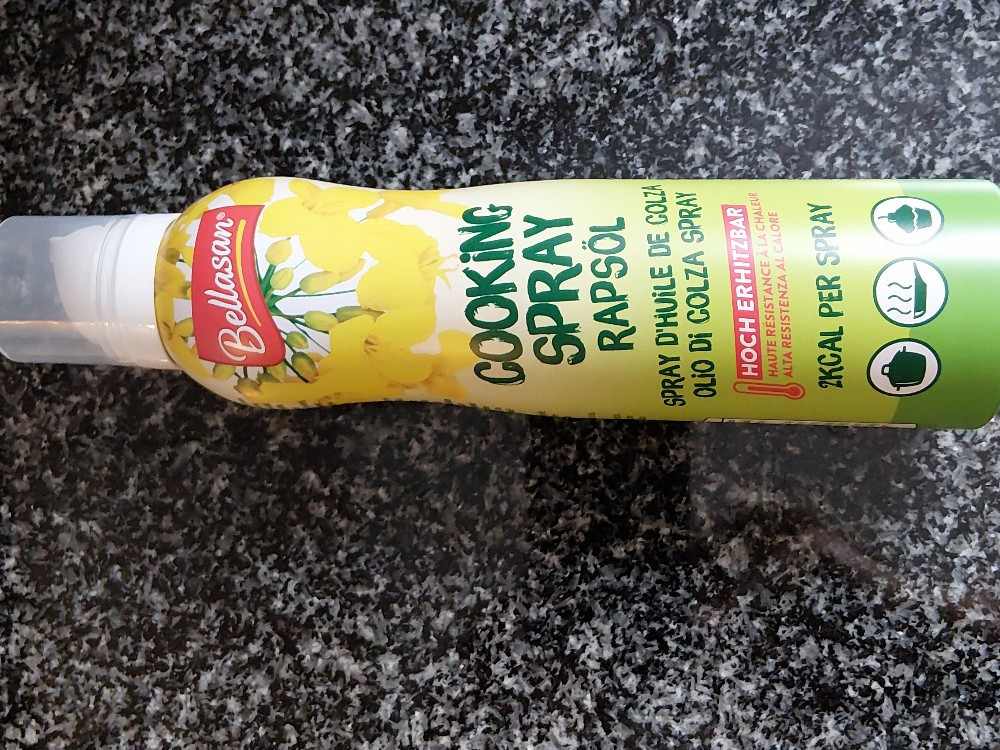 Bellasan®
COOKiNG
SPRAY
RAPSÖL
SPRAY D'HUiLE DE COLZA
OLiO Di COLZA SPRAY
HOCH ERHITZBAR
HAUTE RÉSISTANCE À LA CHALEUR
ALTA RESISTENZA AL CALORE
2KCAL PER SPRAY